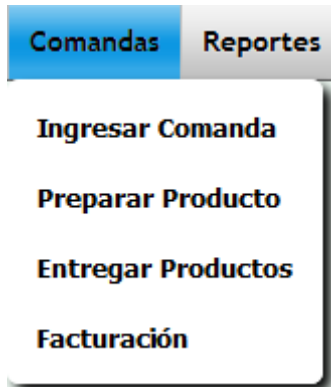 Comandas Reportes
Ingresar Comanda
Preparar Producto
Entregar Productos
Facturación